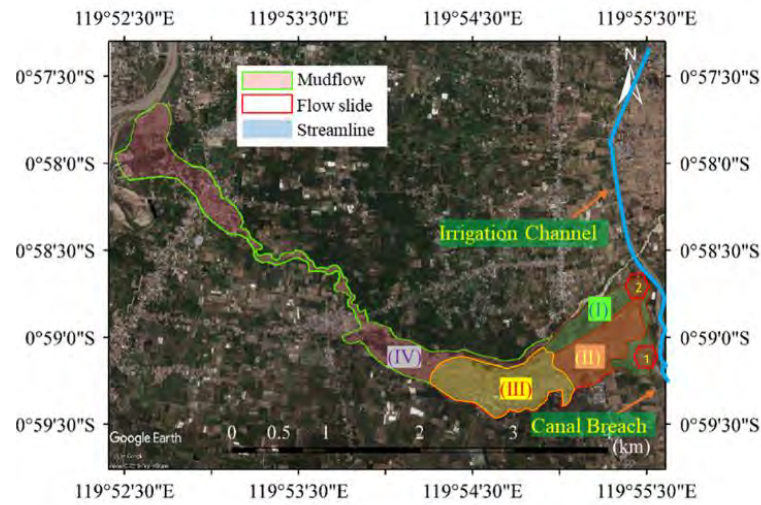 119°52'30"E 119°53'30"E 119°54'30"E 119°55'30"E
0°57'30"S 0°57'30"S
N
Mudflow
Flow slide
Streamline
0°58'0"S 0°58'0"S
Irrigation Channel
0°58'30"S 0°58'30"S
2
(I)
0°59'0"S 0°59'0"S
(IV)
(II)
1
(III)
0°59'30"S 0°59'30"S
Canal Breach
Google Earth
0 0.5 1 2 3
(km)
119°52'30"E 119°53'30"E 119°54'30"E 119°55'30"E